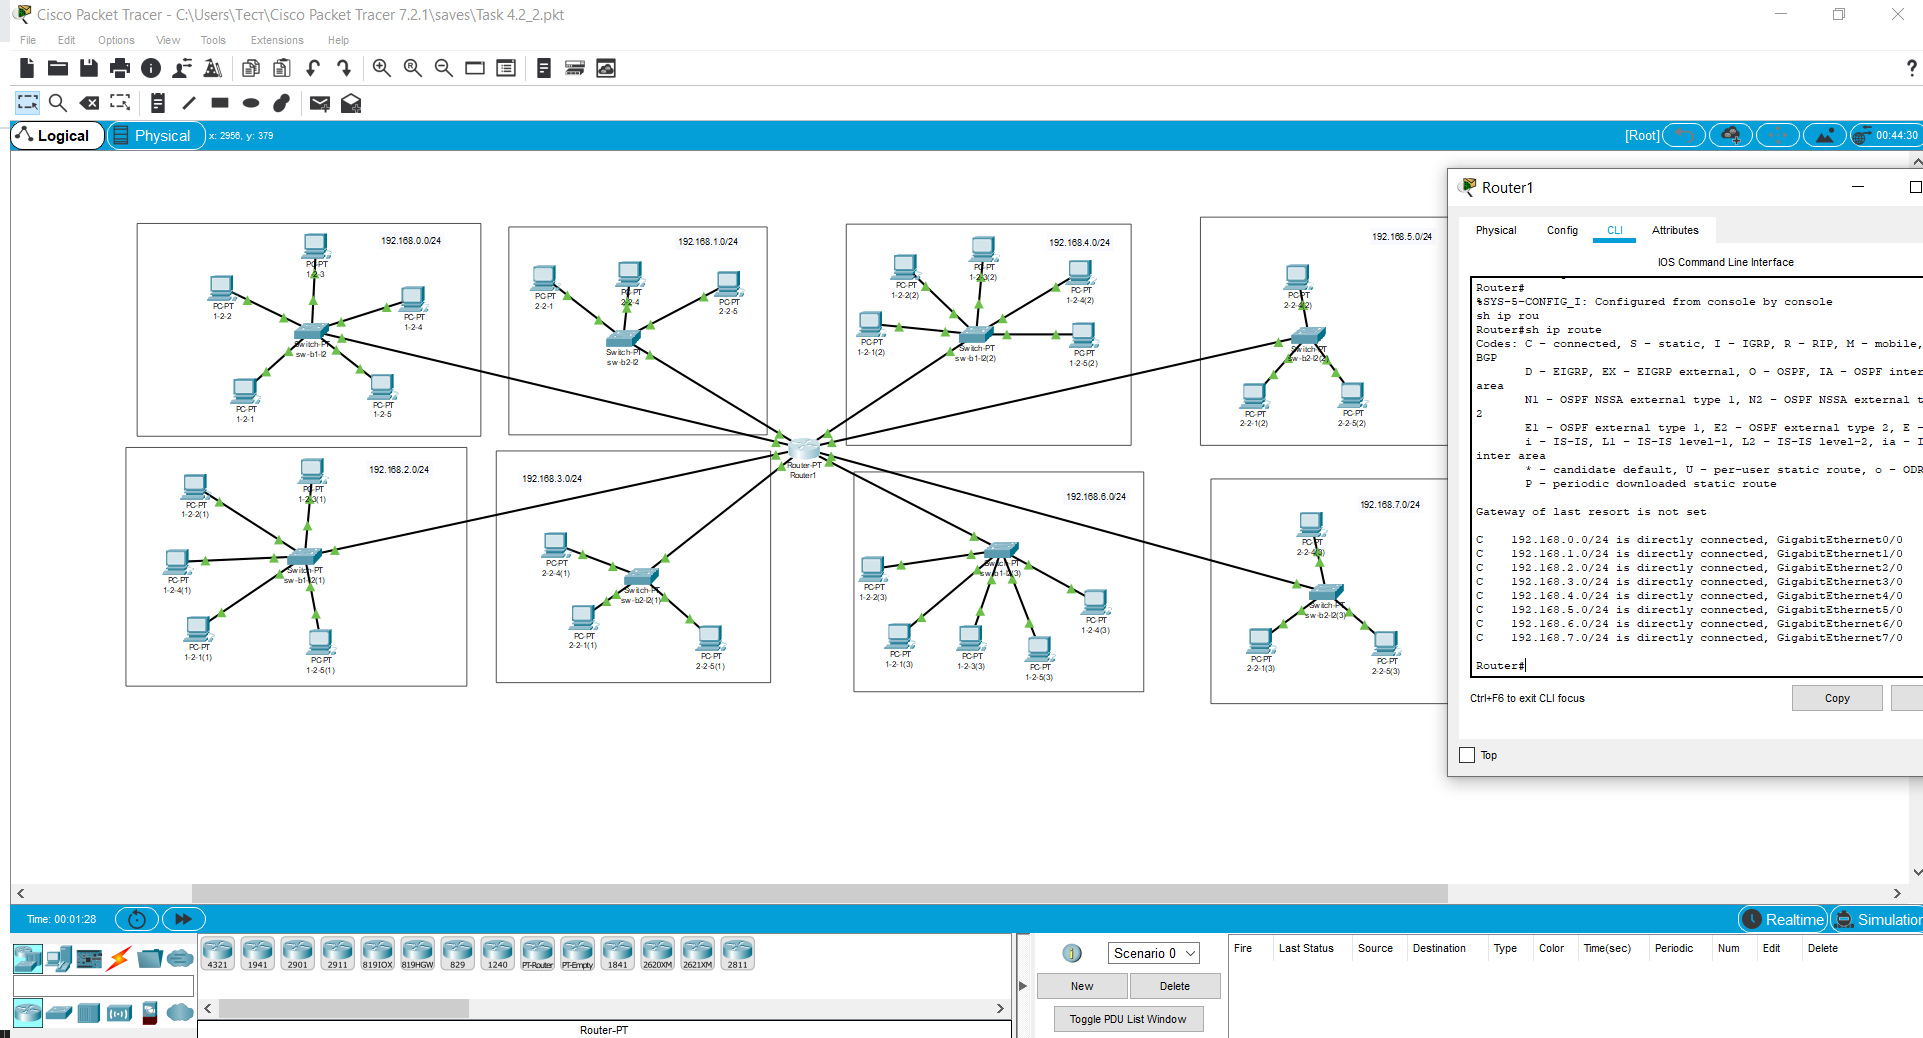 Cisco Packet Tracer - C:\Users\Тест\Cisco Packet Tracer 7.2.1\saves\Task 4.2_2.pkt
File Edit Options View Tools Extensions Help
Logical Physical x: 2956, y: 379 [Root] 00:44:30
192.168.0.0/24
PC-PT
1-2-3
PC-PT
1-2-2
PC-PT
1-2-4
Switch-PT
sw-b1-l2
PC-PT
1-2-1
PC-PT
1-2-5
192.168.1.0/24
PC-PT
2-2-1
PC-PT
2-2-4
PC-PT
2-2-5
Switch-PT
sw-b2-l2
192.168.4.0/24
PC-PT
1-2-2(2)
PC-PT
1-2-3(2)
PC-PT
1-2-4(2)
PC-PT
1-2-1(2)
Switch-PT
sw-b1-l2(2)
PC-PT
1-2-5(2)
192.168.5.0/24
PC-PT
2-2-4(2)
Switch-PT
sw-b2-l2(2)
PC-PT
2-2-1(2)
PC-PT
2-2-5(2)
Router-PT
Router1
192.168.2.0/24
PC-PT
1-2-2(1)
PC-PT
1-2-3(1)
PC-PT
1-2-4(1)
Switch-PT
sw-b1-l2(1)
PC-PT
1-2-1(1)
PC-PT
1-2-5(1)
192.168.3.0/24
PC-PT
2-2-4(1)
Switch-PT
sw-b2-l2(1)
PC-PT
2-2-1(1)
PC-PT
2-2-5(1)
192.168.6.0/24
Switch-PT
sw-b1-l2(3)
PC-PT
1-2-2(3)
PC-PT
1-2-4(3)
PC-PT
1-2-1(3)
PC-PT
1-2-3(3)
PC-PT
1-2-5(3)
192.168.7.0/24
PC-PT
2-2-4(3)
Switch-PT
sw-b2-l2(3)
PC-PT
2-2-1(3)
PC-PT
2-2-5(3)
Router1
Physical Config CLI Attributes
IOS Command Line Interface
Router#
%SYS-5-CONFIG_I: Configured from console by console
sh ip rou
Router#sh ip route
Codes: C - connected, S - static, I - IGRP, R - RIP, M - mobile,
BGP
D - EIGRP, EX - EIGRP external, O - OSPF, IA - OSPF inter
area
N1 - OSPF NSSA external type 1, N2 - OSPF NSSA external t
2
E1 - OSPF external type 1, E2 - OSPF external type 2, E -
i - IS-IS, L1 - IS-IS level-1, L2 - IS-IS level-2, ia - I
inter area
* - candidate default, U - per-user static route, o - ODR
P - periodic downloaded static route
Gateway of last resort is not set
C 192.168.0.0/24 is directly connected, GigabitEthernet0/0
C 192.168.1.0/24 is directly connected, GigabitEthernet1/0
C 192.168.2.0/24 is directly connected, GigabitEthernet2/0
C 192.168.3.0/24 is directly connected, GigabitEthernet3/0
C 192.168.4.0/24 is directly connected, GigabitEthernet4/0
C 192.168.5.0/24 is directly connected, GigabitEthernet5/0
C 192.168.6.0/24 is directly connected, GigabitEthernet6/0
C 192.168.7.0/24 is directly connected, GigabitEthernet7/0
Router#
Ctrl+F6 to exit CLI focus Copy
Top
Time: 00:01:28 Realtime Simulation
4321 1941 2901 2911 819IOX 819HGW 829 1240 PT-Router PT-Empty 1841 2620XM 2621XM 2811
Router-PT
Scenario 0
New Delete
Toggle PDU List Window
Fire Last Status Source Destination Type Color Time(sec) Periodic Num Edit Delete